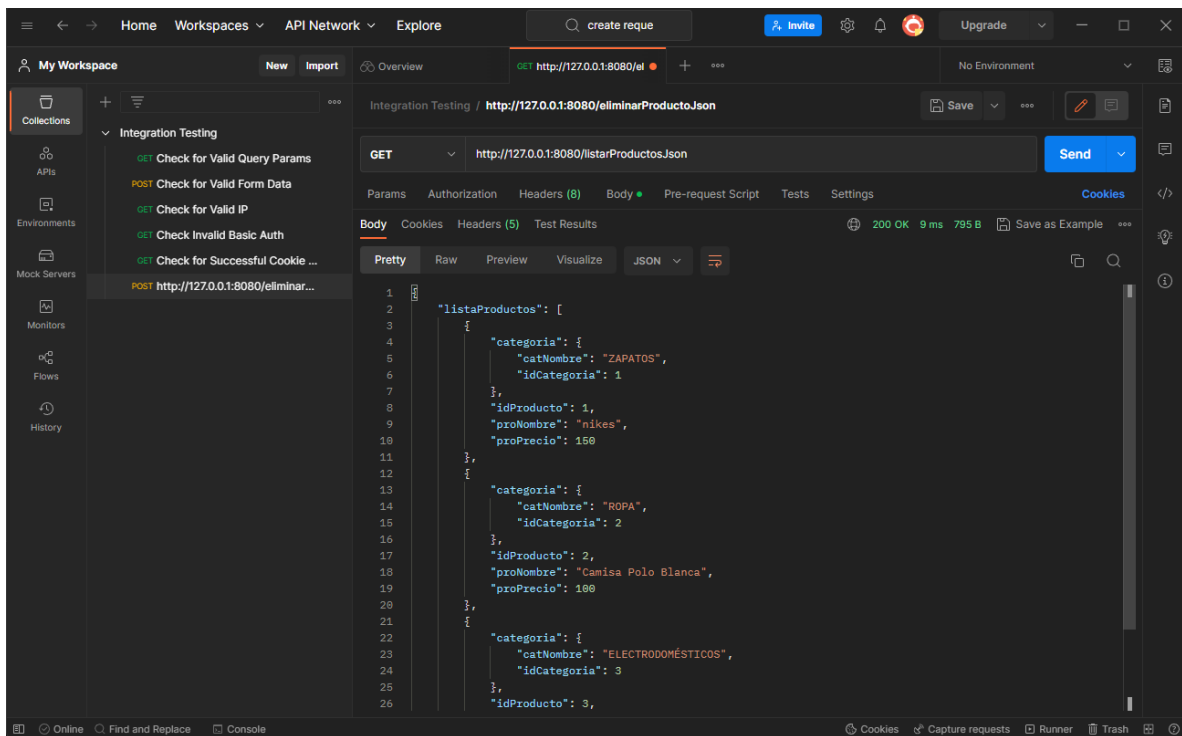 Home Workspaces API Network Explore create reque Invite Upgrade
My Workspace New Import Overview GET http://127.0.0.1:8080/el No Environment
Collections
APIs
Environments
Mock Servers
Monitors
Flows
History
Integration Testing
GET Check for Valid Query Params
POST Check for Valid Form Data
GET Check for Valid IP
GET Check Invalid Basic Auth
GET Check for Successful Cookie ...
POST http://127.0.0.1:8080/eliminar...
Integration Testing / http://127.0.0.1:8080/eliminarProductoJson Save
GET http://127.0.0.1:8080/listarProductosJson Send
Params Authorization Headers (8) Body Pre-request Script Tests Settings Cookies
Body Cookies Headers (5) Test Results 200 OK 9 ms 795 B Save as Example
Pretty Raw Preview Visualize JSON
1 {
2 "listaProductos": [
3 {
4 "categoria": {
5 "catNombre": "ZAPATOS",
6 "idCategoria": 1
7 },
8 "idProducto": 1,
9 "proNombre": "nikes",
10 "proPrecio": 150
11 },
12 {
13 "categoria": {
14 "catNombre": "ROPA",
15 "idCategoria": 2
16 },
17 "idProducto": 2,
18 "proNombre": "Camisa Polo Blanca",
19 "proPrecio": 100
20 },
21 {
22 "categoria": {
23 "catNombre": "ELECTRODOMÉSTICOS",
24 "idCategoria": 3
25 },
26 "idProducto": 3,
Online Find and Replace Console Cookies Capture requests Runner Trash